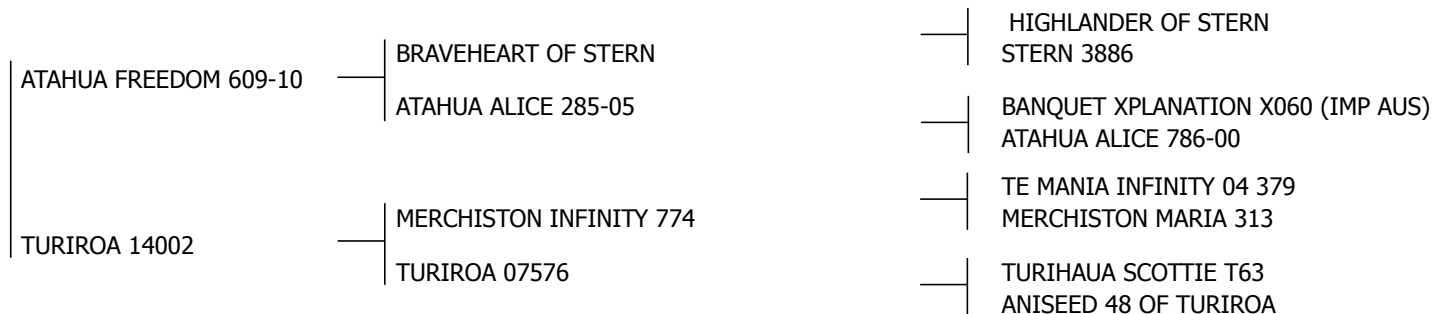 ATAHUA FREEDOM 609-10
TURIROA 14002
BRAVEHEART OF STERN
ATAHUA ALICE 285-05
MERCHISTON INFINITY 774
TURIROA 07576
HIGHLANDER OF STERN
STERN 3886
BANQUET XPLANATION X060 (IMP AUS)
ATAHUA ALICE 786-00
TE MANIA INFINITY 04 379
MERCHISTON MARIA 313
TURIHAUA SCOTTIE T63
ANISEED 48 OF TURIROA